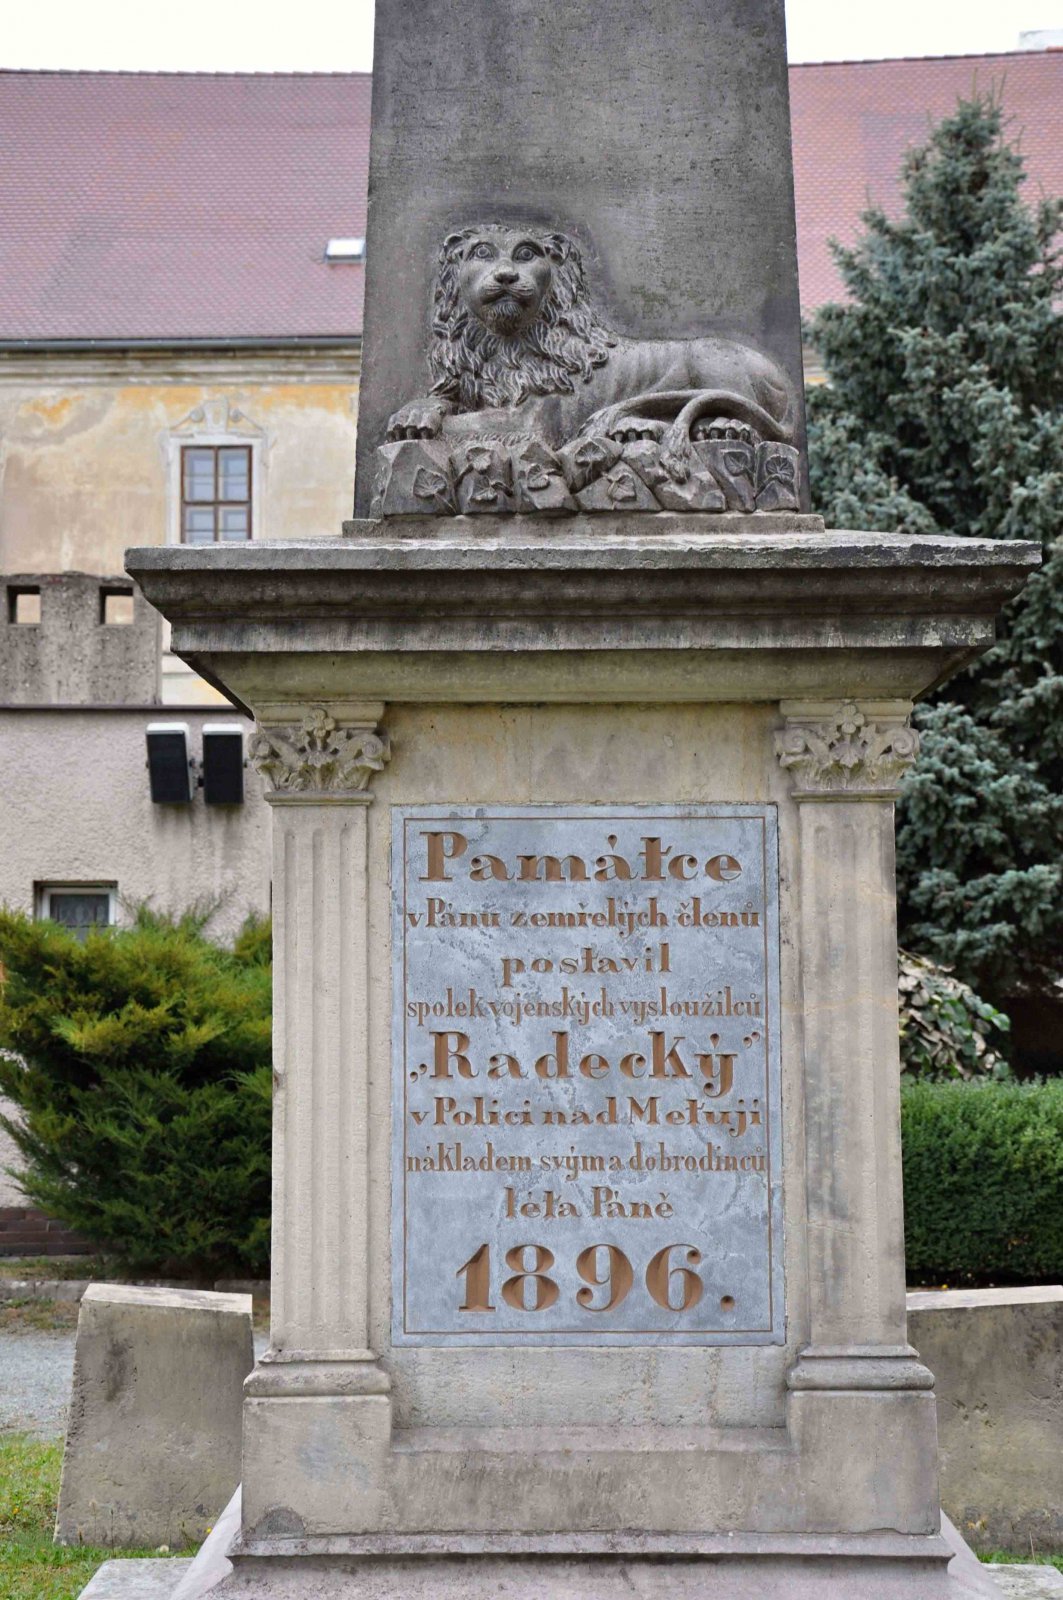 Památce
v Pánu zemřelých členů
postavil
spolek vojenských vysloužilců
„Radecký”
v Polici nad Metují
nákladem svým a dobrodinců
léta Páně
1896.